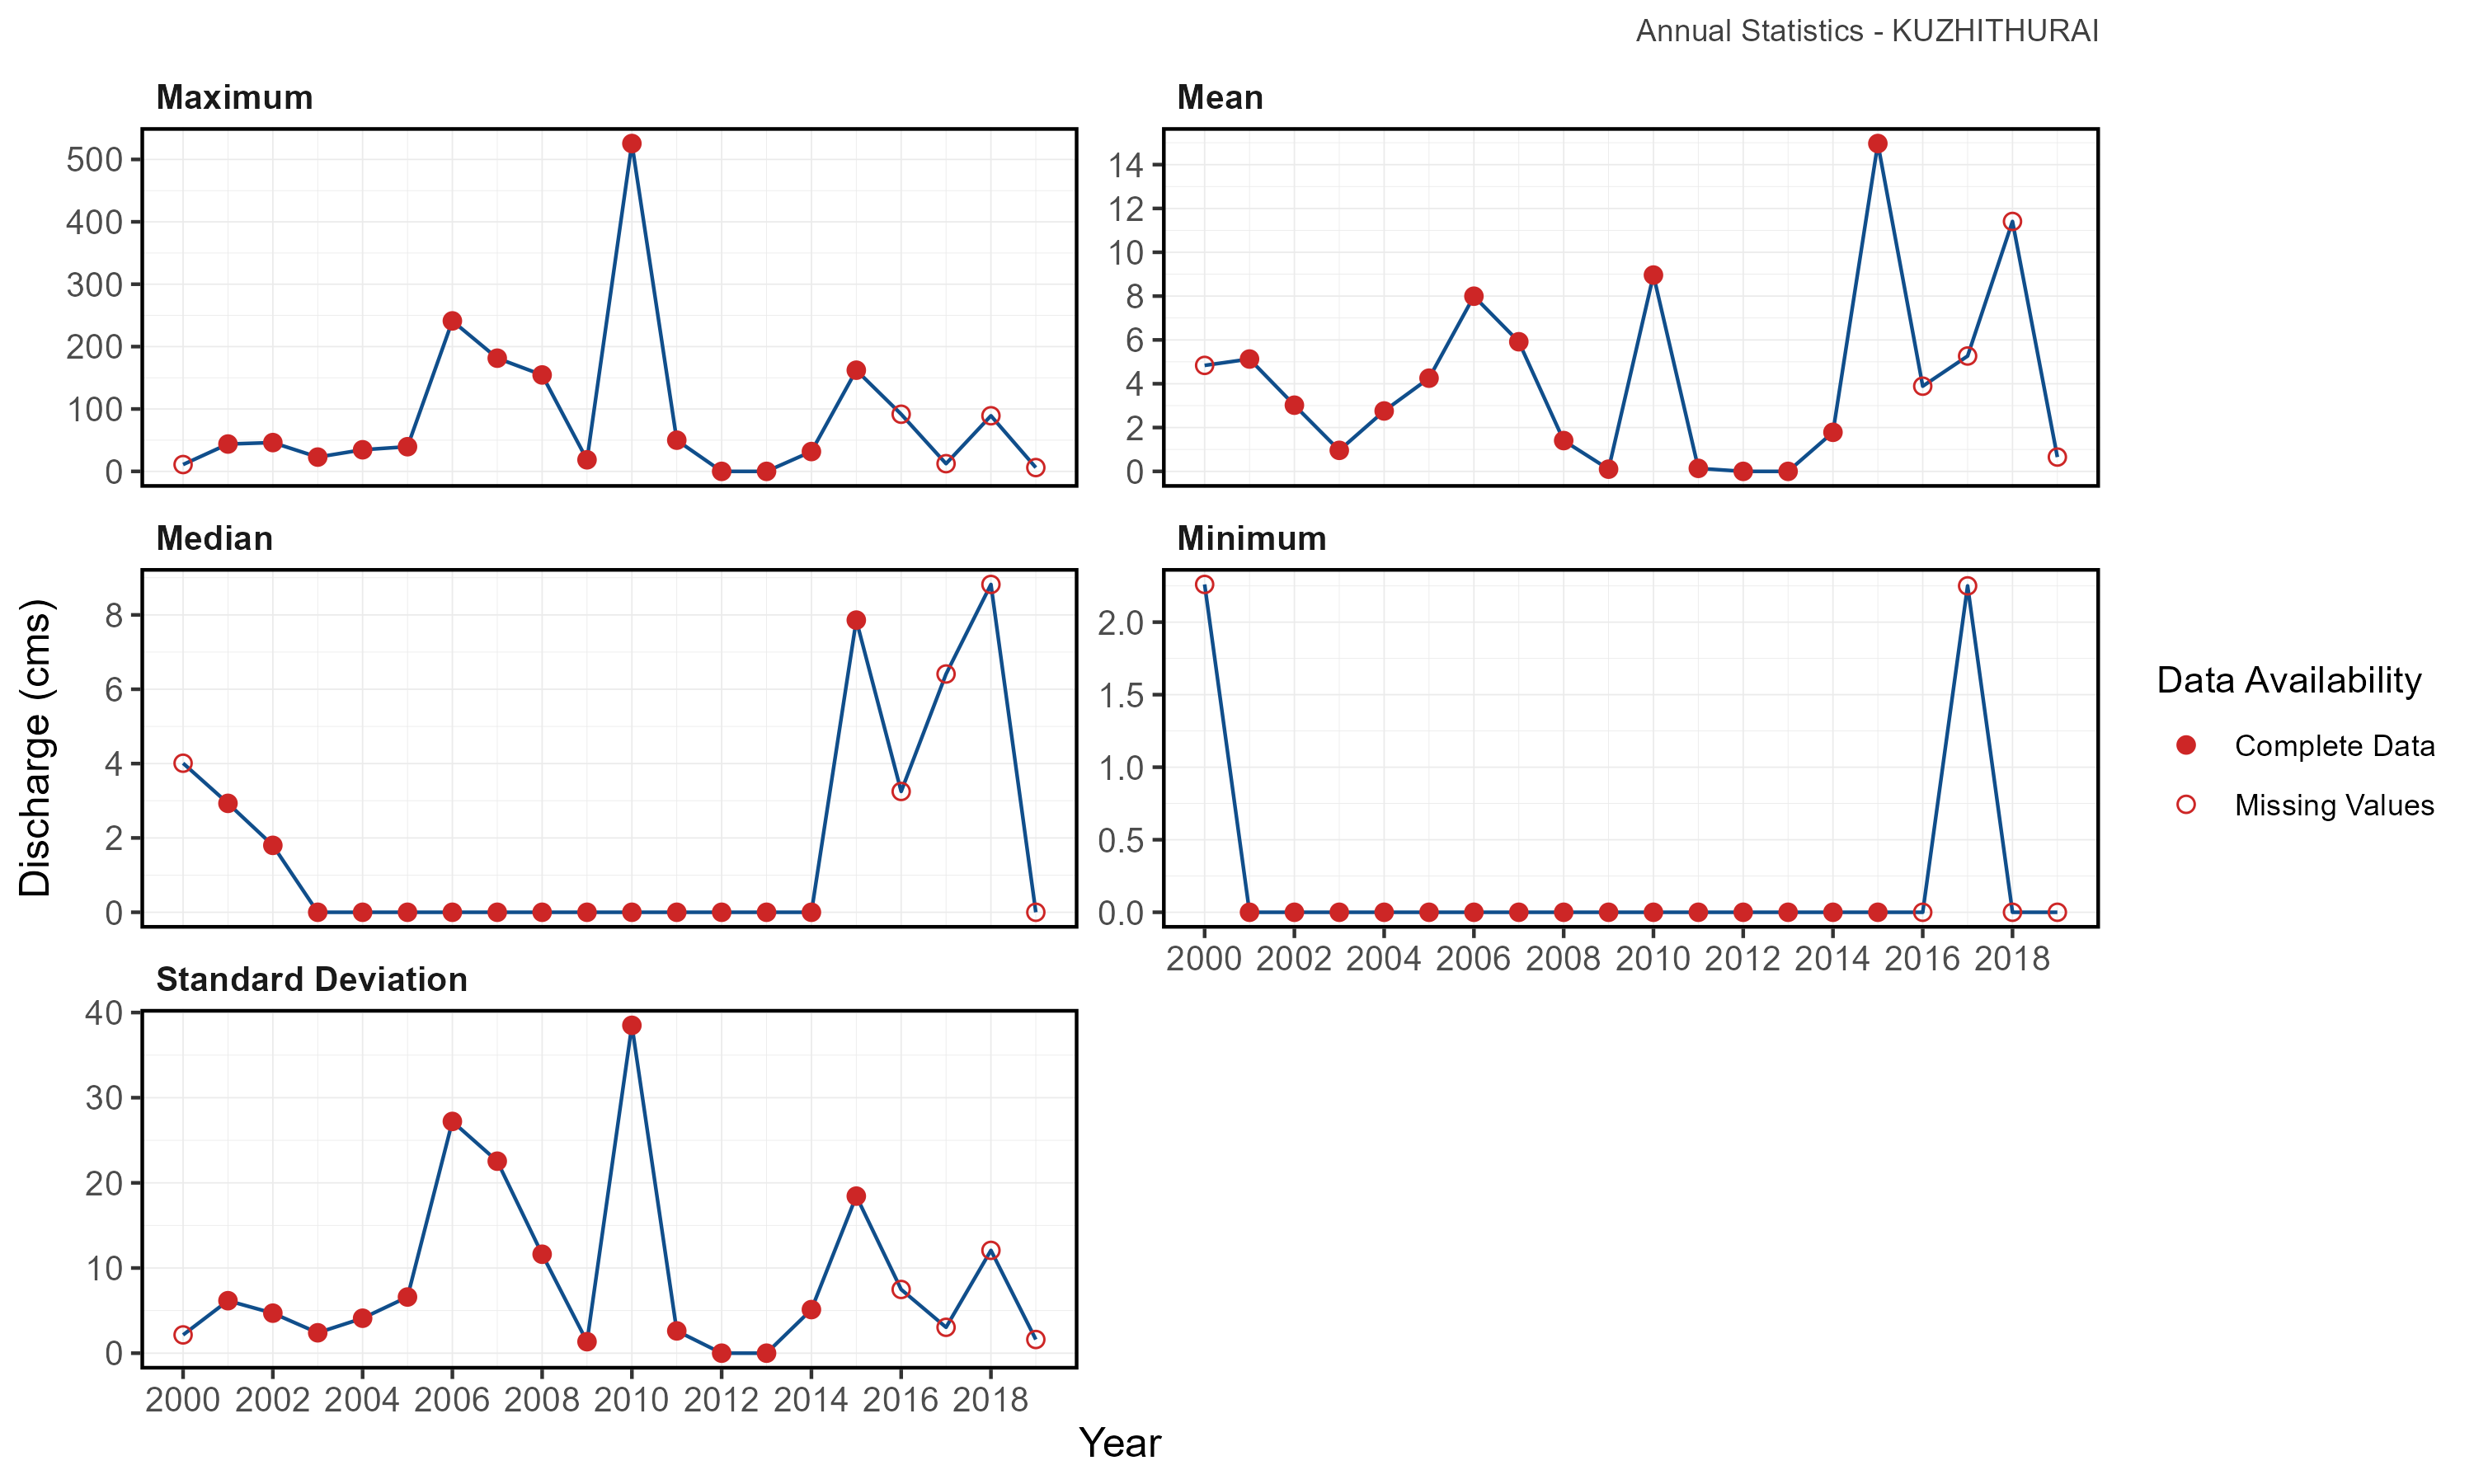 Annual Statistics - KUZHITHURAI
Maximum
500
400
300
200
100
0
Mean
14
12
10
8
6
4
2
0
Median
8
6
4
2
0
Minimum
2.0
1.5
1.0
0.5
0.0
2000 2002 2004 2006 2008 2010 2012 2014 2016 2018
Standard Deviation
40
30
20
10
0
2000 2002 2004 2006 2008 2010 2012 2014 2016 2018
Discharge (cms)
Year
Data Availability
Complete Data
Missing Values